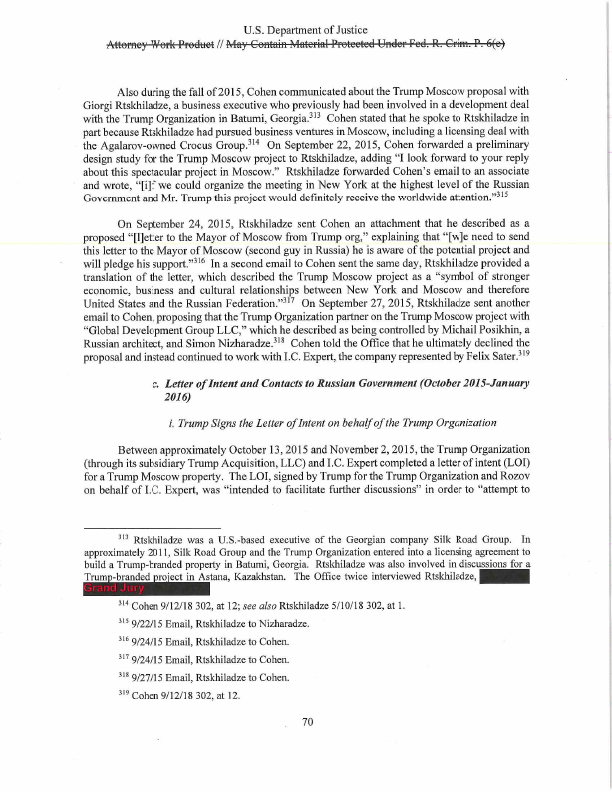 U.S. Department of Justice
Attorney Work Product // May Contain Material Protected Under Fed. R. Crim. P. 6(e)
Also during the fall of 2015, Cohen communicated about the Trump Moscow proposal with
Giorgi Rtskhiladze, a business executive who previously had been involved in a development deal
with the Trump Organization in Batumi, Georgia.313 Cohen stated that he spoke to Rtskhiladze in
part because Rtskhiladze had pursued business ventures in Moscow, including a licensing deal with
the Agalarov-owned Crocus Group.314 On September 22, 2015, Cohen forwarded a preliminary
design study for the Trump Moscow project to Rtskhiladze, adding "I look forward to your reply
about this spectacular project in Moscow." Rtskhiladze forwarded Cohen's email to an associate
and wrote, "[i]f we could organize the meeting in New York at the highest level of the Russian
Government and Mr. Trump this project would definitely receive the worldwide attention."315
On September 24, 2015, Rtskhiladze sent Cohen an attachment that he described as a
proposed "[l]etter to the Mayor of Moscow from Trump org," explaining that "[w]e need to send
this letter to the Mayor of Moscow (second guy in Russia) he is aware of the potential project and
will pledge his support."316 In a second email to Cohen sent the same day, Rtskhiladze provided a
translation of the letter, which described the Trump Moscow project as a "symbol of stronger
economic, business and cultural relationships between New York and Moscow and therefore
United States and the Russian Federation."317 On September 27, 2015, Rtskhiladze sent another
email to Cohen, proposing that the Trump Organization partner on the Trump Moscow project with
"Global Development Group LLC," which he described as being controlled by Michail Posikhin, a
Russian architect, and Simon Nizharadze.318 Cohen told the Office that he ultimately declined the
proposal and instead continued to work with I.C. Expert, the company represented by Felix Sater.319
c. Letter of Intent and Contacts to Russian Government (October 2015-January
2016)
i. Trump Signs the Letter of Intent on behalf of the Trump Organization
Between approximately October 13, 2015 and November 2, 2015, the Trump Organization
(through its subsidiary Trump Acquisition, LLC) and I.C. Expert completed a letter of intent (LOI)
for a Trump Moscow property. The LOI, signed by Trump for the Trump Organization and Rozov
on behalf of I.C. Expert, was "intended to facilitate further discussions" in order to "attempt to
313 Rtskhiladze was a U.S.-based executive of the Georgian company Silk Road Group. In
approximately 2011, Silk Road Group and the Trump Organization entered into a licensing agreement to
build a Trump-branded property in Batumi, Georgia. Rtskhiladze was also involved in discussions for a
Trump-branded project in Astana, Kazakhstan. The Office twice interviewed Rtskhiladze,
Grand Jury
314 Cohen 9/12/18 302, at 12; see also Rtskhiladze 5/10/18 302, at 1.
315 9/22/15 Email, Rtskhiladze to Nizharadze.
316 9/24/15 Email, Rtskhiladze to Cohen.
317 9/24/15 Email, Rtskhiladze to Cohen.
318 9/27/15 Email, Rtskhiladze to Cohen.
319 Cohen 9/12/18 302, at 12.
70